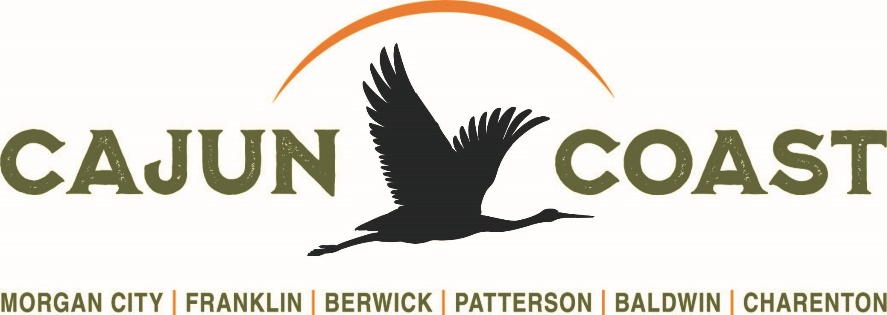 CAJUN COAST
MORGAN CITY | FRANKLIN | BERWICK | PATTERSON | BALDWIN | CHARENTON